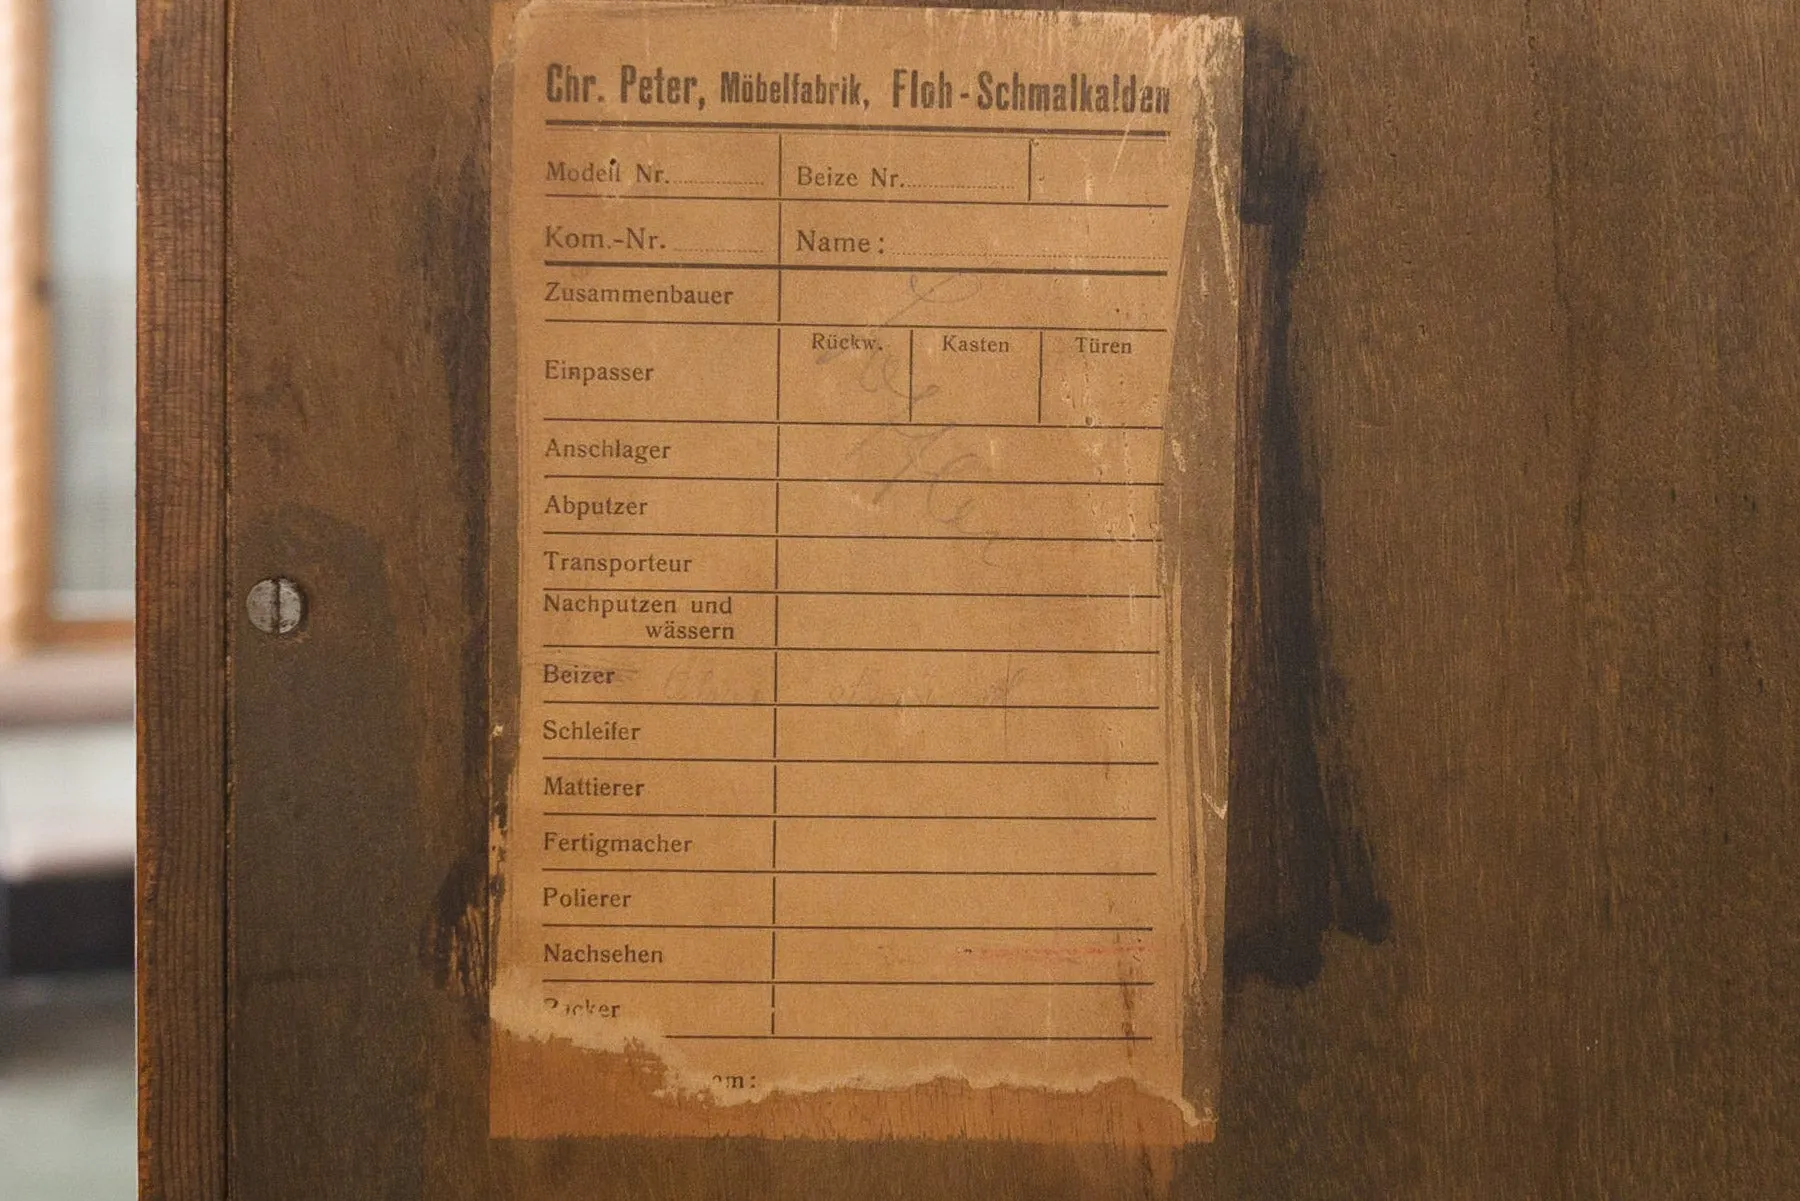 Chr. Peter, Möbelfabrik, Floh-Schmalkalden
Modell Nr. Beize Nr.
Kom.-Nr. Name:
Zusammenbauer
Rückw. Kasten Türen
Einpasser
Anschlager
Abputzer
Transporteur
Nachputzen und
wässern
Beizer
Schleifer
Mattierer
Fertigmacher
Polierer
Nachsehen